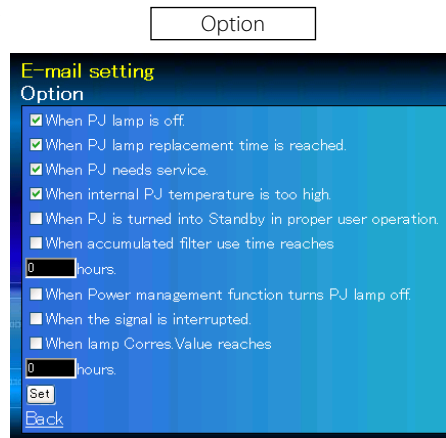 Option
E-mail setting
Option
When PJ lamp is off.
When PJ lamp replacement time is reached.
When PJ needs service.
When internal PJ temperature is too high.
When PJ is turned into Standby in proper user operation.
When accumulated filter use time reaches
0 hours.
When Power management function turns PJ lamp off.
When the signal is interrupted.
When lamp Corres.Value reaches
0 hours.
Set
Back